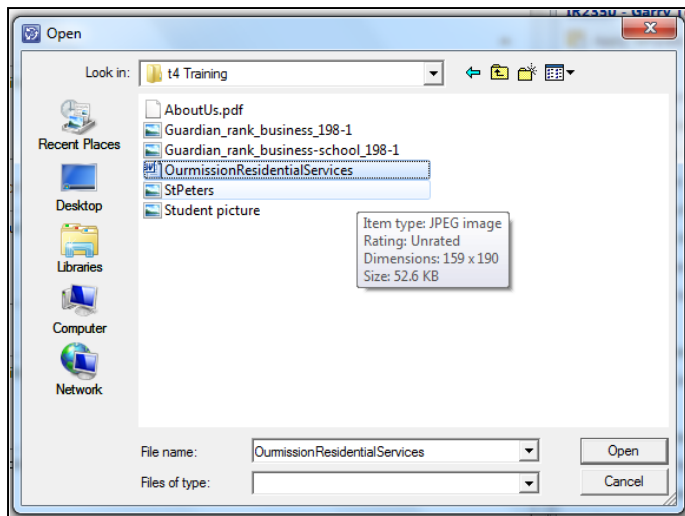 IR2550 - Garry
Open
Look in:
t4 Training
AboutUs.pdf
Guardian_rank_business_198-1
Guardian_rank_business-school_198-1
OurmissionResidentialServices
StPeters
Student picture
Item type: JPEG image
Rating: Unrated
Dimensions: 159 x 190
Size: 52.6 KB
Recent Places
Desktop
Libraries
Computer
Network
File name:
OurmissionResidentialServices
Open
Files of type:
Cancel